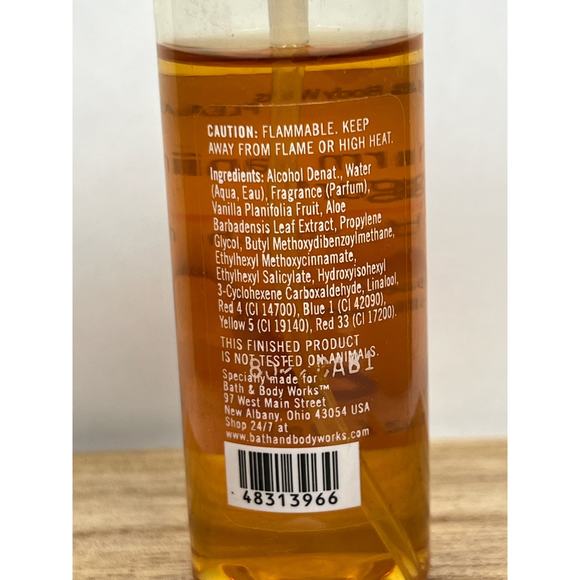 CAUTION: FLAMMABLE. KEEP
AWAY FROM FLAME OR HIGH HEAT.
Ingredients: Alcohol Denat., Water
(Aqua, Eau), Fragrance (Parfum),
Vanilla Planifolia Fruit, Aloe
Barbadensis Leaf Extract, Propylene
Glycol, Butyl Methoxydibenzoylmethane,
Ethylhexyl Methoxycinnamate,
Ethylhexyl Salicylate, Hydroxyisohexyl
3-Cyclohexene Carboxaldehyde, Linalool,
Red 4 (CI 14700), Blue 1 (CI 42090),
Yellow 5 (CI 19140), Red 33 (CI 17200).
THIS FINISHED PRODUCT
IS NOT TESTED ON ANIMALS.
Specially made for
Bath & Body Works™
97 West Main Street
New Albany, Ohio 43054 USA
Shop 24/7 at
www.bathandbodyworks.com
48313966